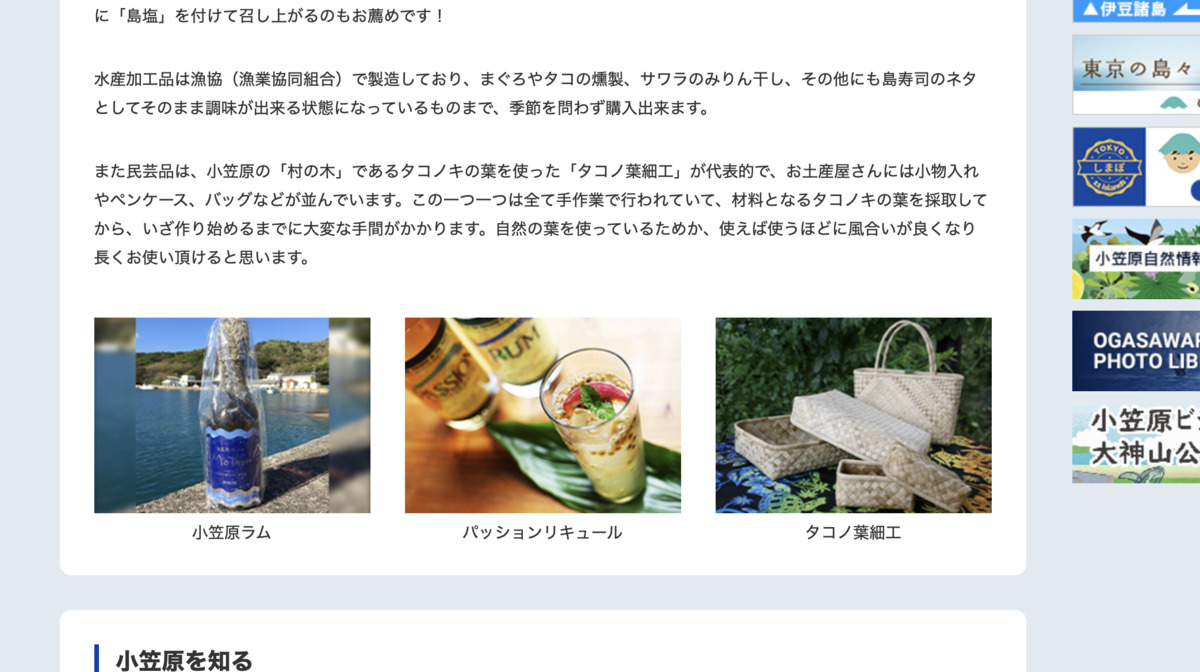 に「島塩」を付けて召し上がるのもお薦めです！
水産加工品は漁協（漁業協同組合）で製造しており、まぐろやタコの燻製、サワラのみりん干し、その他にも島寿司のネタ
としてそのまま調味が出来る状態になっているものまで、季節を問わず購入出来ます。
また民芸品は、小笠原の「村の木」であるタコノキの葉を使った「タコノ葉細工」が代表的で、お土産屋さんには小物入れ
やペンケース、バッグなどが並んでいます。この一つ一つは全て手作業で行われていて、材料となるタコノキの葉を採取して
から、いざ作り始めるまでに大変な手間がかかります。自然の葉を使っているためか、使えば使うほどに風合いが良くなり
長くお使い頂けると思います。
PASSION
RUM
小笠原ラム
パッションリキュール
タコノ葉細工
小笠原を知る
▲伊豆諸島
東京の島々
TOKYO
しまぽ
11 Islands
小笠原自然情報
OGASAWAR
PHOTO LIB
小笠原ビジ
大神山公